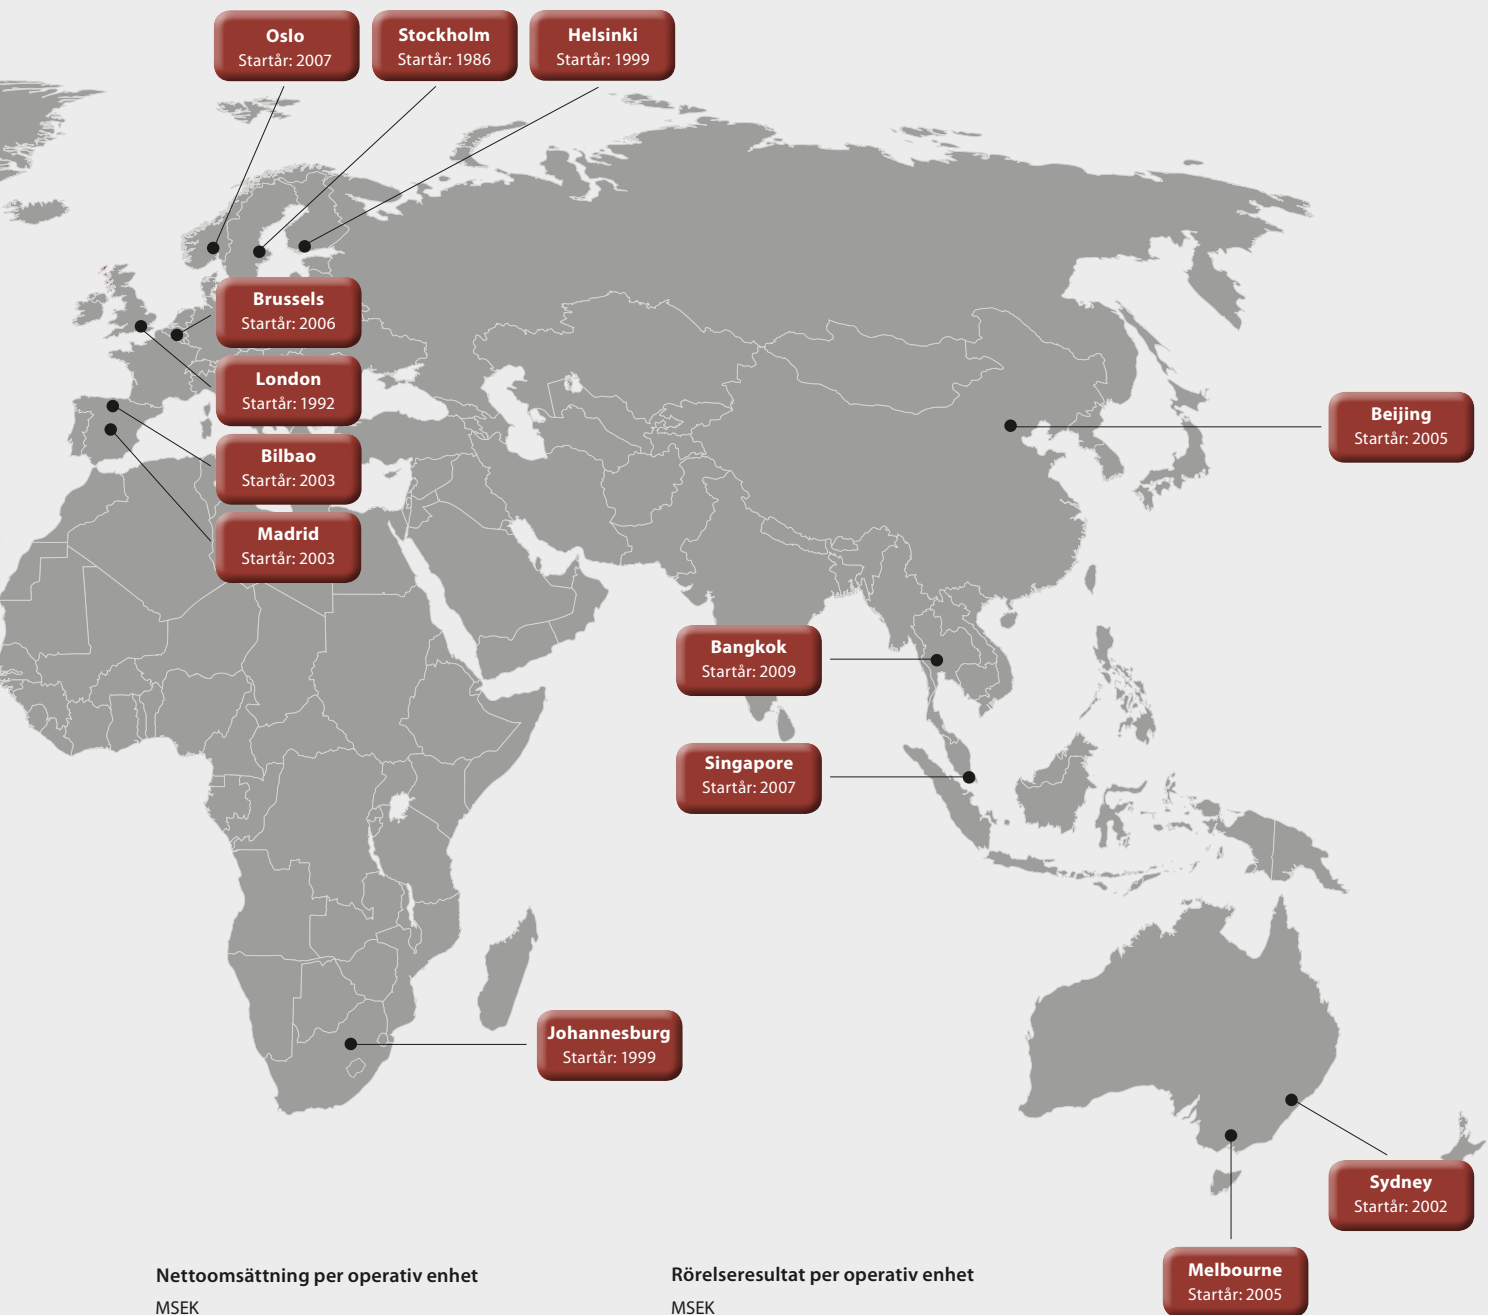 Oslo
Startår: 2007
Stockholm
Startår: 1986
Helsinki
Startår: 1999
Brussels
Startår: 2006
London
Startår: 1992
Bilbao
Startår: 2003
Madrid
Startår: 2003
Beijing
Startår: 2005
Bangkok
Startår: 2009
Singapore
Startår: 2007
Johannesburg
Startår: 1999
Sydney
Startår: 2002
Melbourne
Startår: 2005
Nettoomsättning per operativ enhet
MSEK
Rörelseresultat per operativ enhet
MSEK